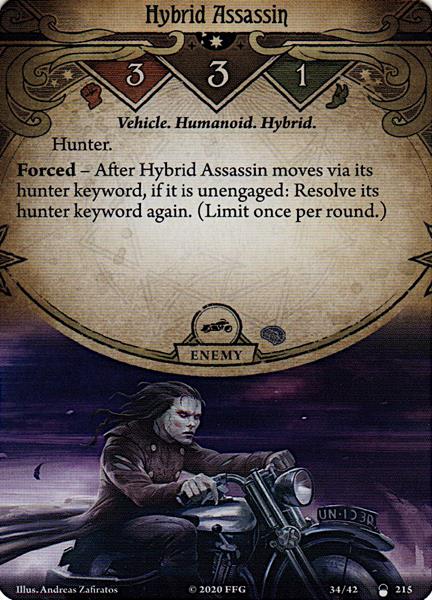 Hybrid Assassin
3 3 1
Vehicle. Humanoid. Hybrid.
Hunter.
Forced – After Hybrid Assassin moves via its
hunter keyword, if it is unengaged: Resolve its
hunter keyword again. (Limit once per round.)
ENEMY
Illus. Andreas Zafiratos © 2020 FFG 34/42 215